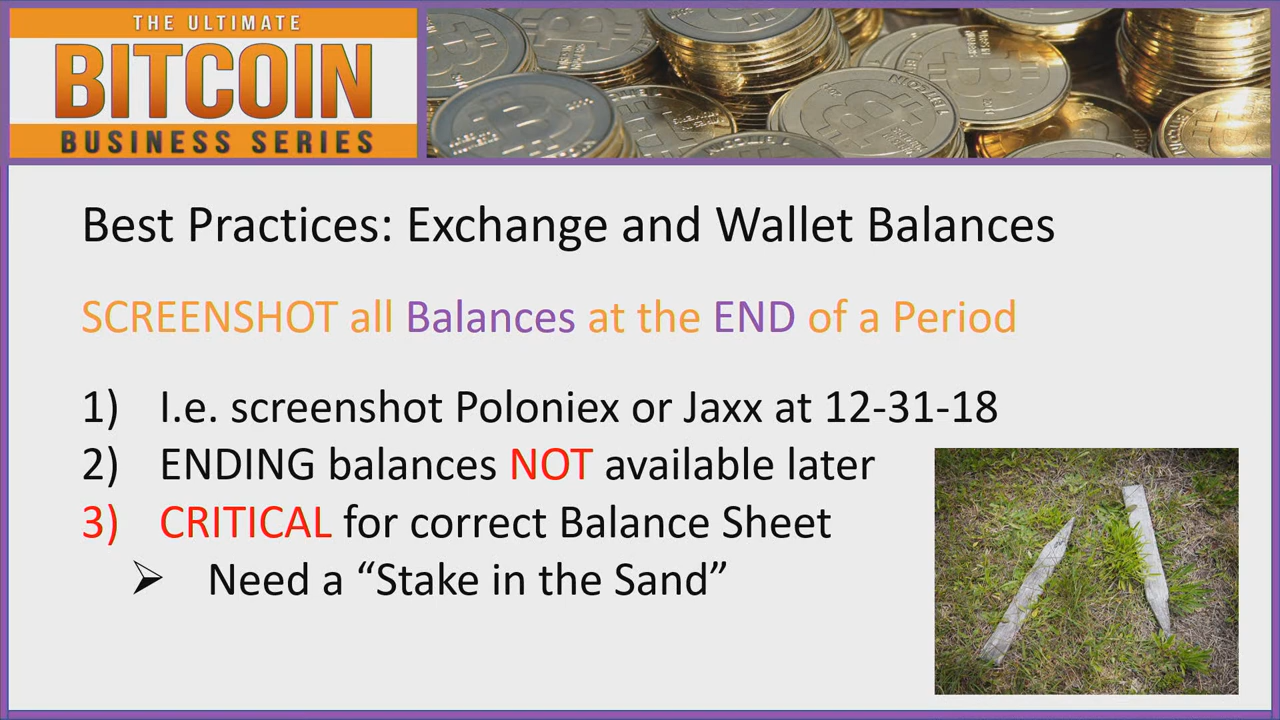 THE ULTIMATE
BITCOIN
BUSINESS SERIES
Best Practices: Exchange and Wallet Balances
SCREENSHOT all Balances at the END of a Period
1) I.e. screenshot Poloniex or Jaxx at 12-31-18
2) ENDING balances NOT available later
3) CRITICAL for correct Balance Sheet
➢ Need a “Stake in the Sand”